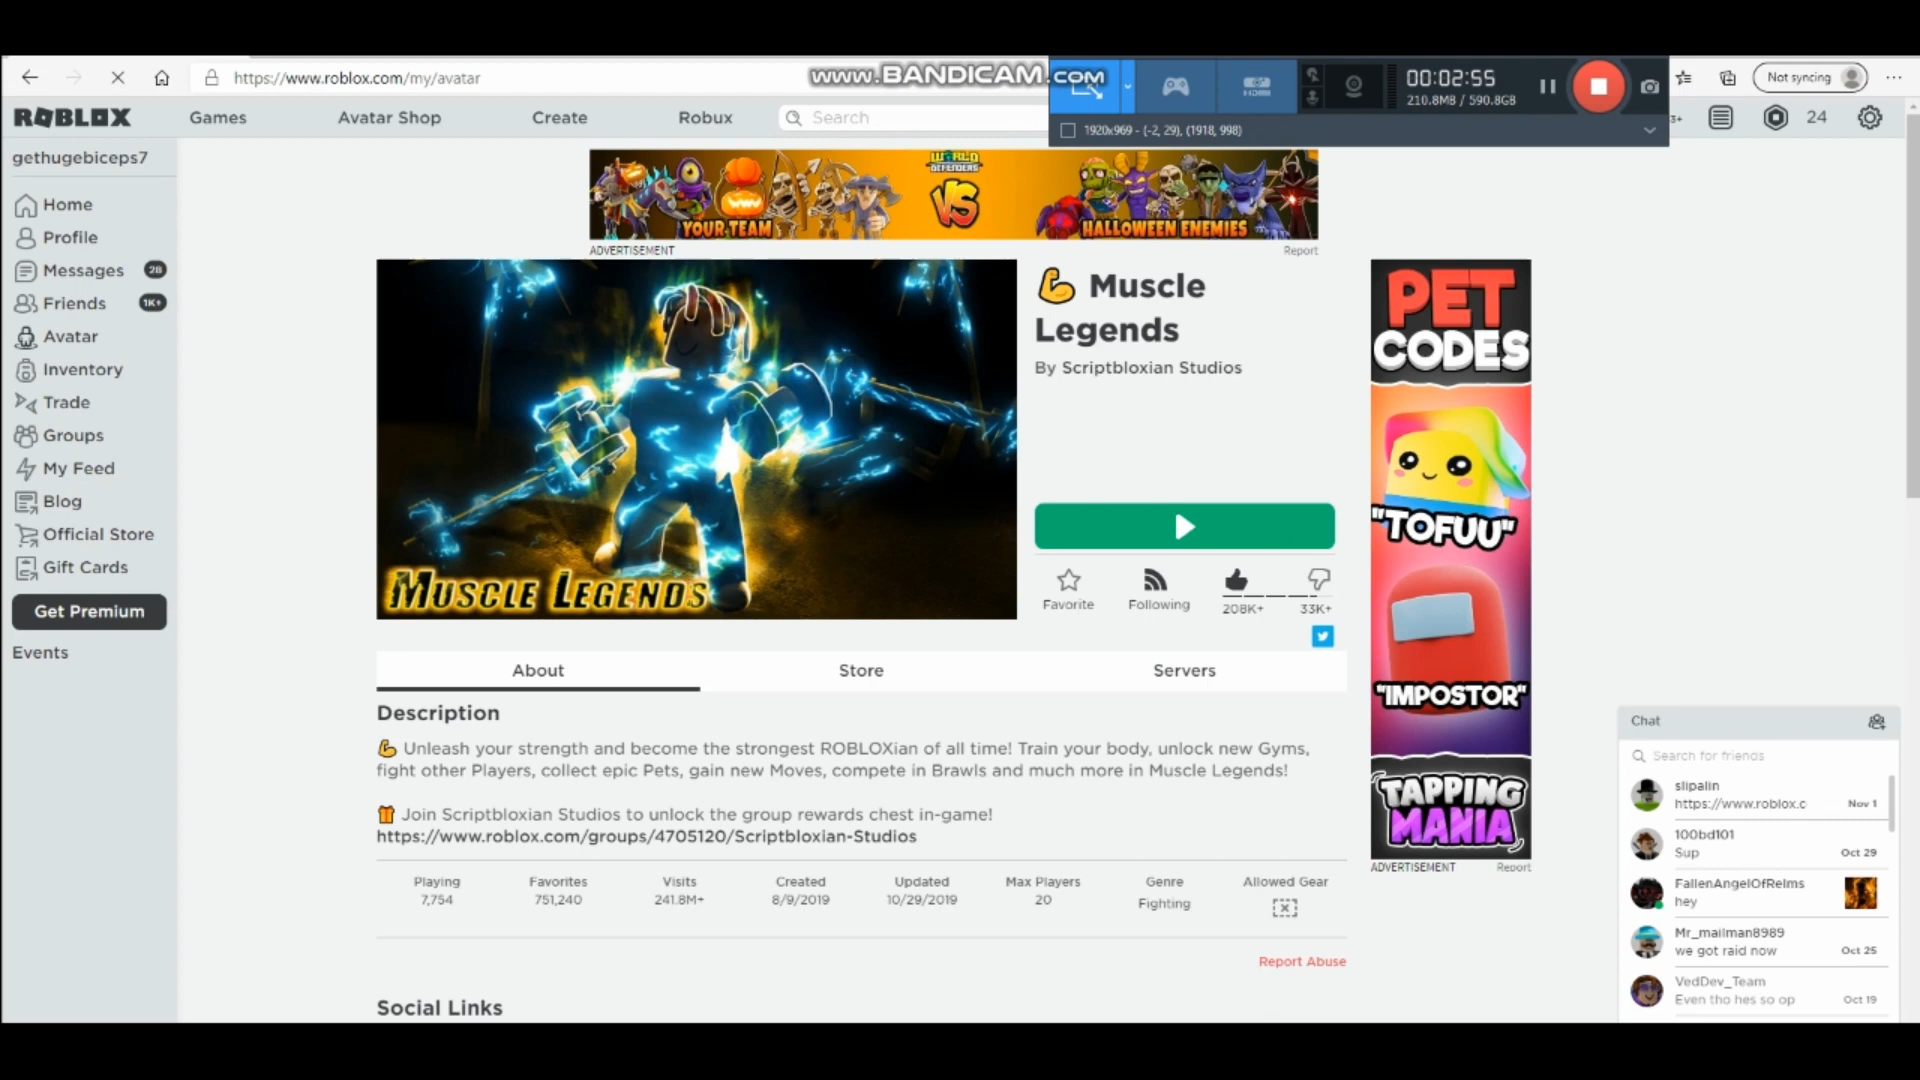 https://www.roblox.com/my/avatar
www.BANDICAM.COM
00:02:55
210.8MB / 590.8GB
1920x969 - (-2, 29), (1918, 998)
Not syncing
ROBLOX
Games
Avatar Shop
Create
Robux
Search
24
gethugebiceps7
Home
Profile
Messages
28
Friends
1K+
Avatar
Inventory
Trade
Groups
My Feed
Blog
Official Store
Gift Cards
Get Premium
Events
WORLD
DEFENDERS
VS
YOUR TEAM
HALLOWEEN ENEMIES
ADVERTISEMENT
Report
MUSCLE LEGENDS
💪 Muscle
Legends
By Scriptbloxian Studios
Favorite
Following
208K+
33K+
About
Store
Servers
Description
💪 Unleash your strength and become the strongest ROBLOXian of all time! Train your body, unlock new Gyms,
fight other Players, collect epic Pets, gain new Moves, compete in Brawls and much more in Muscle Legends!
🎁 Join Scriptbloxian Studios to unlock the group rewards chest in-game!
https://www.roblox.com/groups/4705120/Scriptbloxian-Studios
Playing
7,754
Favorites
751,240
Visits
241.8M+
Created
8/9/2019
Updated
10/29/2019
Max Players
20
Genre
Fighting
Allowed Gear
Report Abuse
Social Links
PET
CODES
"TOFUU"
"IMPOSTOR"
TAPPING
MANIA
ADVERTISEMENT
Report
Chat
Search for friends
slipalin
https://www.roblox.c
Nov 1
100bd101
Sup
Oct 29
FallenAngelOfRelms
hey
Mr_mailman8989
we got raid now
Oct 25
VedDev_Team
Even tho hes so op
Oct 19